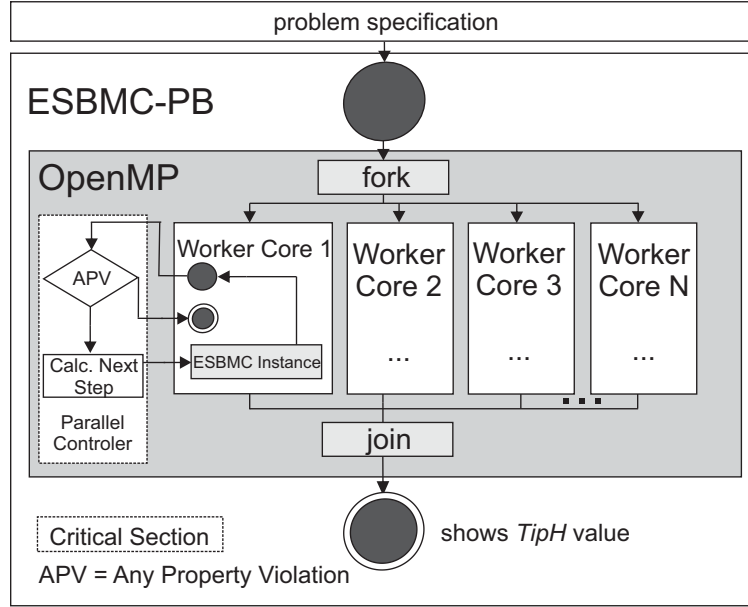 problem specification
ESBMC-PB
OpenMP
fork
Worker Core 1
Worker
Core 2
...
Worker
Core 3
...
Worker
Core N
...
APV
ESBMC Instance
Calc. Next
Step
Parallel
Controler
...
join
Critical Section
shows TipH value
APV = Any Property Violation